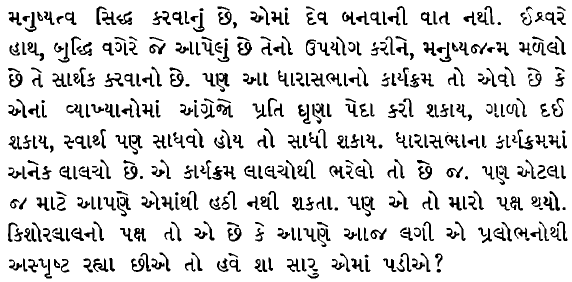 મનુષ્યત્વ સિદ્ધ કરવાનું છે, એમાં દેવ બનવાની વાત નથી. ઈશ્વરે
હાથ, બુદ્ધિ વગેરે જે આપેલું છે તેનો ઉપયોગ કરીને, મનુષ્યજન્મ મળેલો
છે તે સાર્થક કરવાનો છે. પણ આ ધારાસભાનો કાર્યક્રમ તો એવો છે કે
એનાં વ્યાખ્યાનોમાં અંગ્રેજો પ્રતિ ઘૃણા પેદા કરી શકાય, ગાળો દઈ
શકાય, સ્વાર્થ પણ સાધવો હોય તો સાધી શકાય. ધારાસભાના કાર્યક્રમમાં
અનેક લાલચો છે. એ કાર્યક્રમ લાલચોથી ભરેલો તો છે જ. પણ એટલા
જ માટે આપણે એમાંથી હઠી નથી શકતા. પણ એ તો મારો પક્ષ થયો.
કિશોરલાલનો પક્ષ તો એ છે કે આપણે આજ લગી એ પ્રલોભનોથી
અસ્પૃષ્ટ રહ્યા છીએ તો હવે શા સારુ એમાં પડીએ?